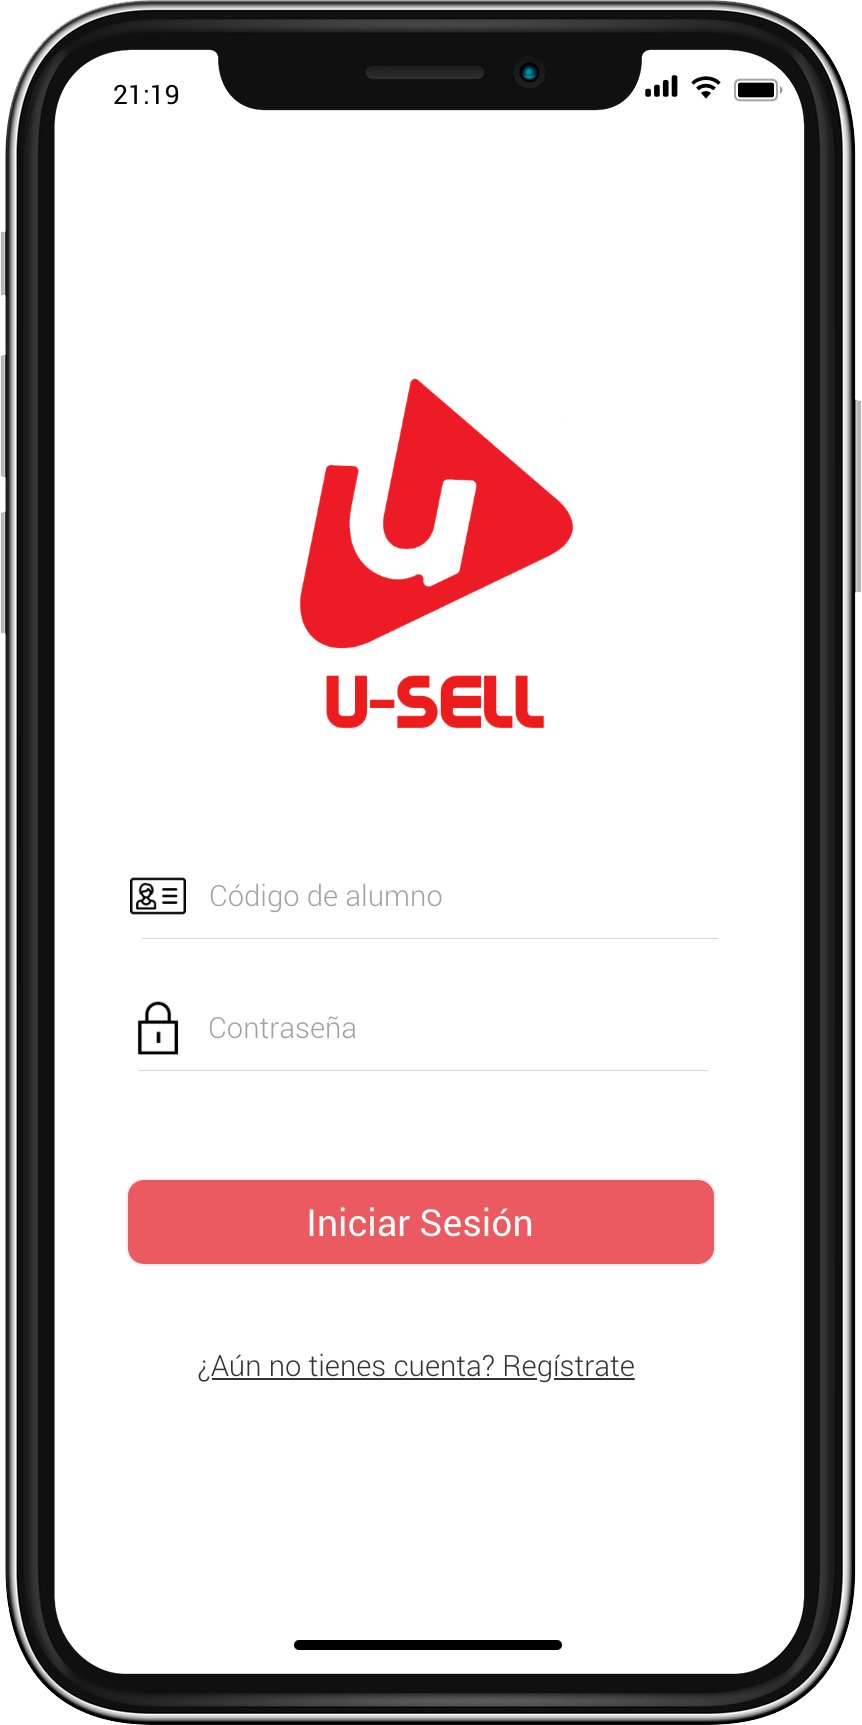 21:19
U
U-SELL
Código de alumno
Contraseña
Iniciar Sesión
¿Aún no tienes cuenta? Regístrate